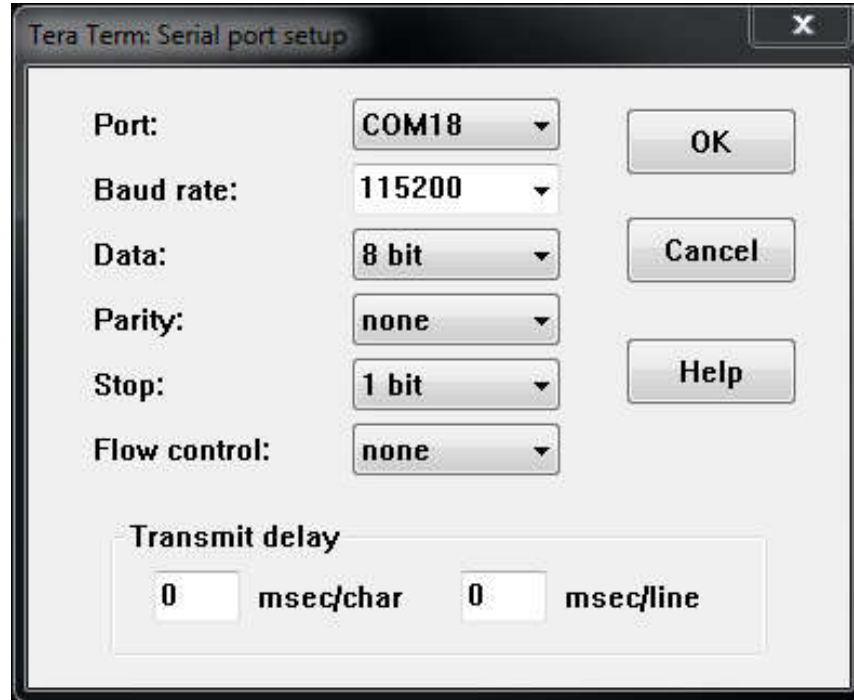 Tera Term: Serial port setup
x
Port: COM18 OK
Baud rate: 115200
Data: 8 bit Cancel
Parity: none
Stop: 1 bit Help
Flow control: none
Transmit delay
0 msec/char 0 msec/line